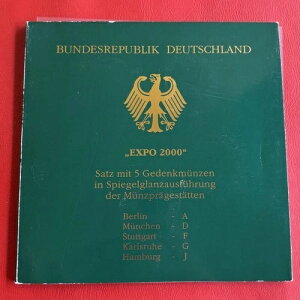 BUNDESREPUBLIK DEUTSCHLAND
„EXPO 2000"
Satz mit 5 Gedenkmünzen
in Spiegelglanzausführung
der Münzprägestätten
Berlin - A
München - D
Stuttgart - F
Karlsruhe - G
Hamburg - J